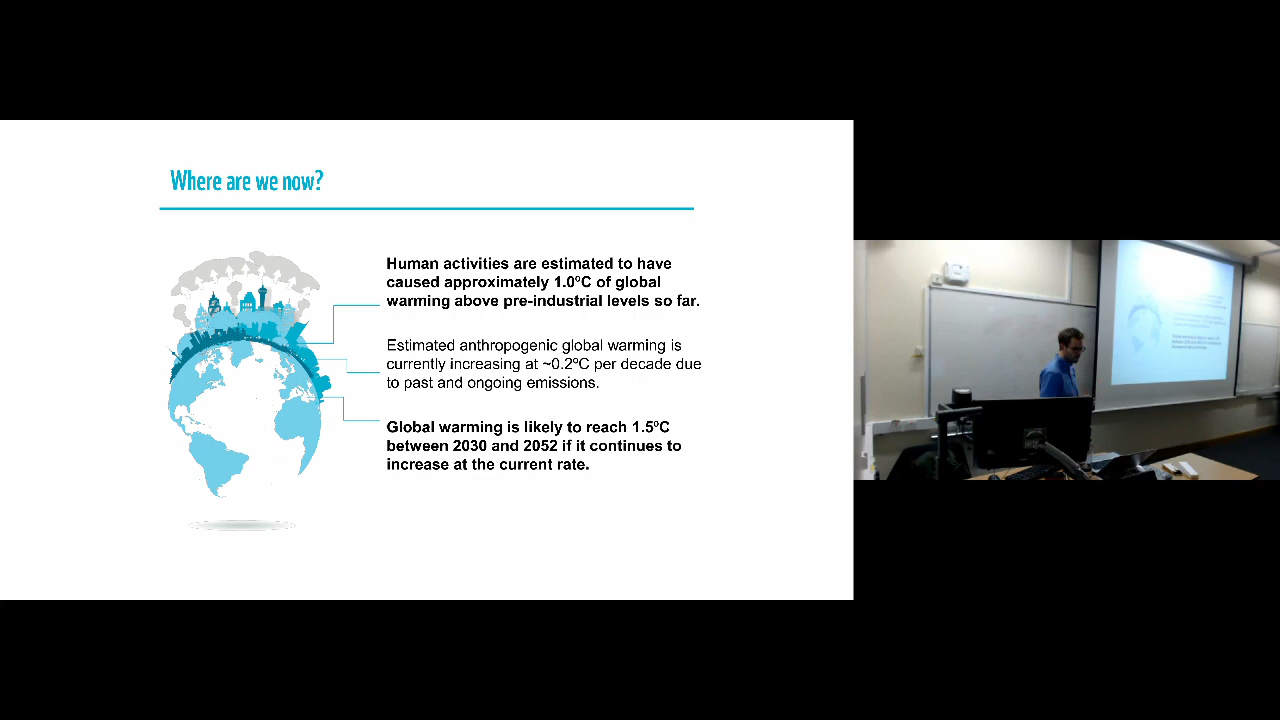 Where are we now?
Human activities are estimated to have
caused approximately 1.0ºC of global
warming above pre-industrial levels so far.
Estimated anthropogenic global warming is
currently increasing at ~0.2ºC per decade due
to past and ongoing emissions.
Global warming is likely to reach 1.5ºC
between 2030 and 2052 if it continues to
increase at the current rate.